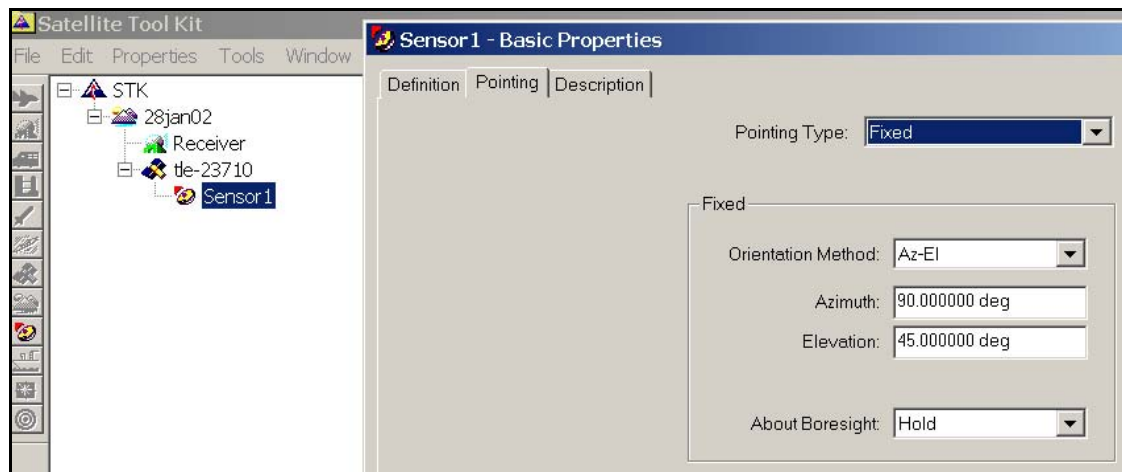 Satellite Tool Kit
File Edit Properties Tools Window
STK
28jan02
Receiver
tle-23710
Sensor1
Sensor1 - Basic Properties
Definition Pointing Description
Pointing Type: Fixed
Fixed
Orientation Method: Az-El
Azimuth: 90.000000 deg
Elevation: 45.000000 deg
About Boresight: Hold